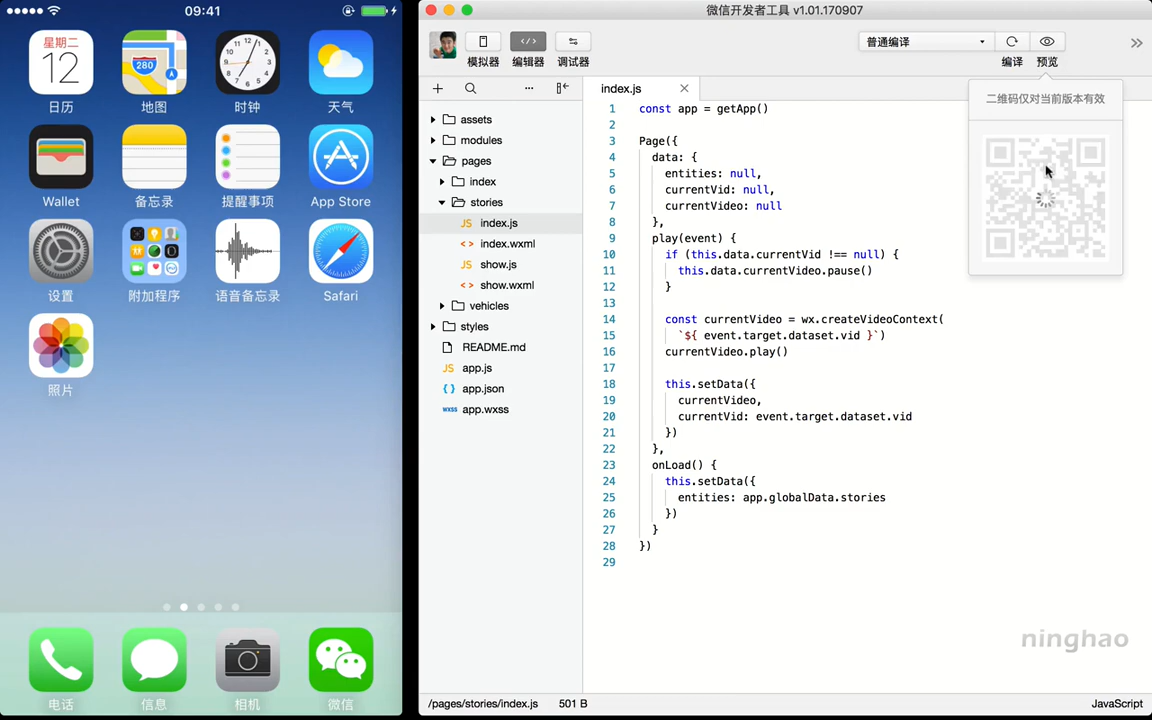 09:41
星期二
12
280
日历
地图
时钟
天气
Wallet
备忘录
提醒事项
App Store
设置
附加程序
语音备忘录
Safari
照片
电话
信息
相机
微信
微信开发者工具 v1.01.170907
模拟器
编辑器
调试器
普通编译
编译
预览
二维码仅对当前版本有效
assets
modules
pages
index
stories
JS index.js
<> index.wxml
JS show.js
<> show.wxml
vehicles
styles
README.md
JS app.js
{} app.json
wxss app.wxss
index.js
1 const app = getApp()
2
3 Page({
4 data: {
5 entities: null,
6 currentVid: null,
7 currentVideo: null
8 },
9 play(event) {
10 if (this.data.currentVid !== null) {
11 this.data.currentVideo.pause()
12 }
13
14 const currentVideo = wx.createVideoContext(
15 `${ event.target.dataset.vid }`)
16 currentVideo.play()
17
18 this.setData({
19 currentVideo,
20 currentVid: event.target.dataset.vid
21 })
22 },
23 onLoad() {
24 this.setData({
25 entities: app.globalData.stories
26 })
27 }
28 })
29
ninghao
/pages/stories/index.js 501 B
JavaScript